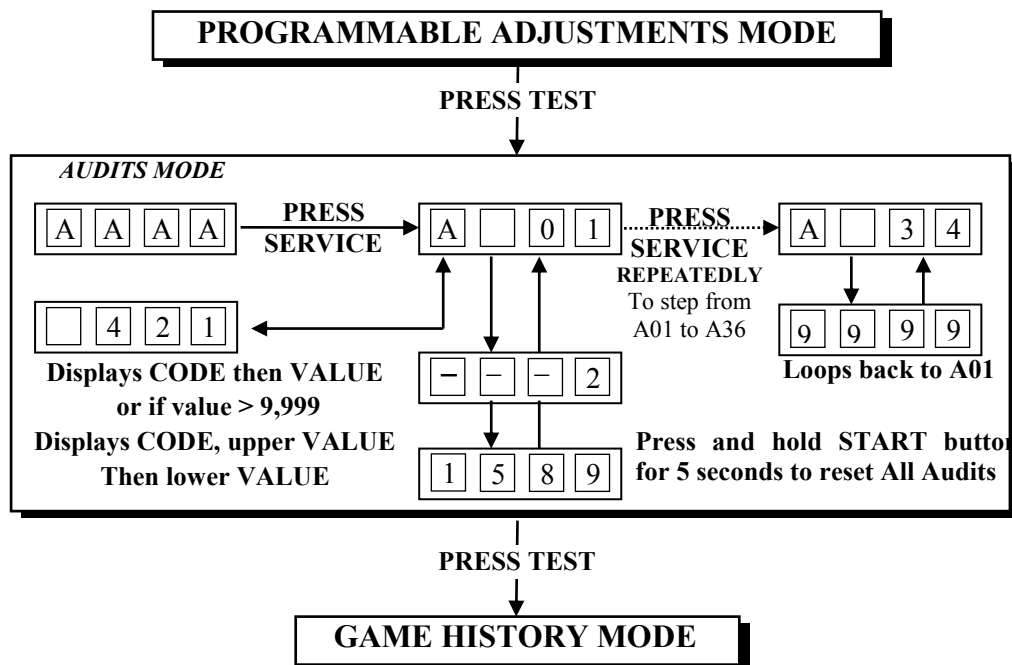 PROGRAMMABLE ADJUSTMENTS MODE
PRESS TEST
AUDITS MODE
A A A A
PRESS
SERVICE
A 0 1
PRESS
SERVICE
REPEATEDLY
To step from
A01 to A36
A 3 4
4 2 1
9 9 9 9
Displays CODE then VALUE
or if value > 9,999
Displays CODE, upper VALUE
Then lower VALUE
– – – 2
1 5 8 9
Loops back to A01
Press and hold START button
for 5 seconds to reset All Audits
PRESS TEST
GAME HISTORY MODE